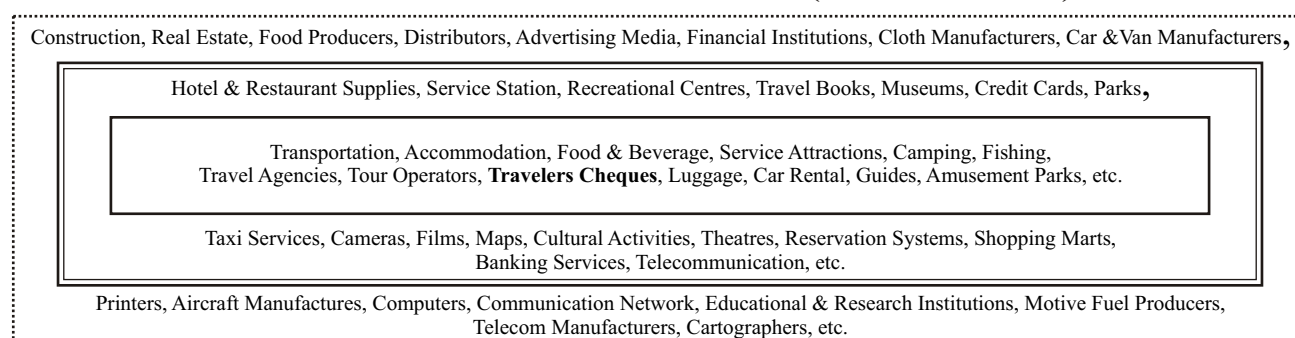 Construction, Real Estate, Food Producers, Distributors, Advertising Media, Financial Institutions, Cloth Manufacturers, Car &Van Manufacturers,
Hotel & Restaurant Supplies, Service Station, Recreational Centres, Travel Books, Museums, Credit Cards, Parks,
Transportation, Accommodation, Food & Beverage, Service Attractions, Camping, Fishing,
Travel Agencies, Tour Operators, Travelers Cheques, Luggage, Car Rental, Guides, Amusement Parks, etc.
Taxi Services, Cameras, Films, Maps, Cultural Activities, Theatres, Reservation Systems, Shopping Marts,
Banking Services, Telecommunication, etc.
Printers, Aircraft Manufactures, Computers, Communication Network, Educational & Research Institutions, Motive Fuel Producers,
Telecom Manufacturers, Cartographers, etc.